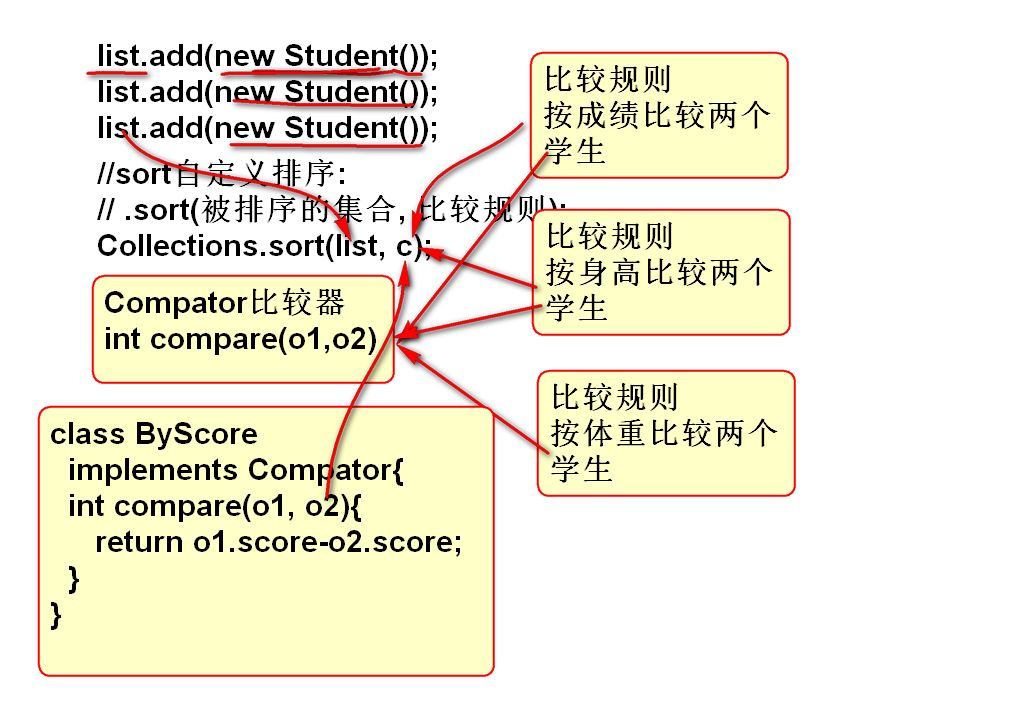 list.add(new Student());
list.add(new Student());
list.add(new Student());
//sort自定义排序:
// .sort(被排序的集合, 比较规则);
Collections.sort(list, c);
Compator比较器
int compare(o1,o2)
class ByScore
implements Compator{
int compare(o1, o2){
return o1.score-o2.score;
}
}
比较规则
按成绩比较两个
学生
比较规则
按身高比较两个
学生
比较规则
按体重比较两个
学生